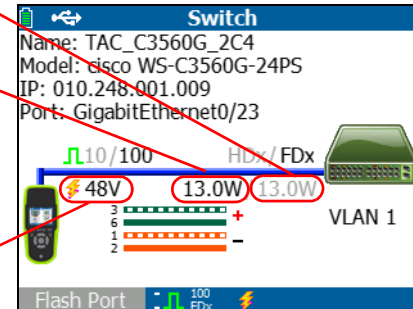 Switch
Name: TAC_C3560G_2C4
Model: cisco WS-C3560G-24PS
IP: 010.248.001.009
Port: GigabitEthernet0/23
10/100 HDx/ FDx
48V 13.0W 13.0W
3
6 +
1 -
2
VLAN 1
Flash Port 100
FDx